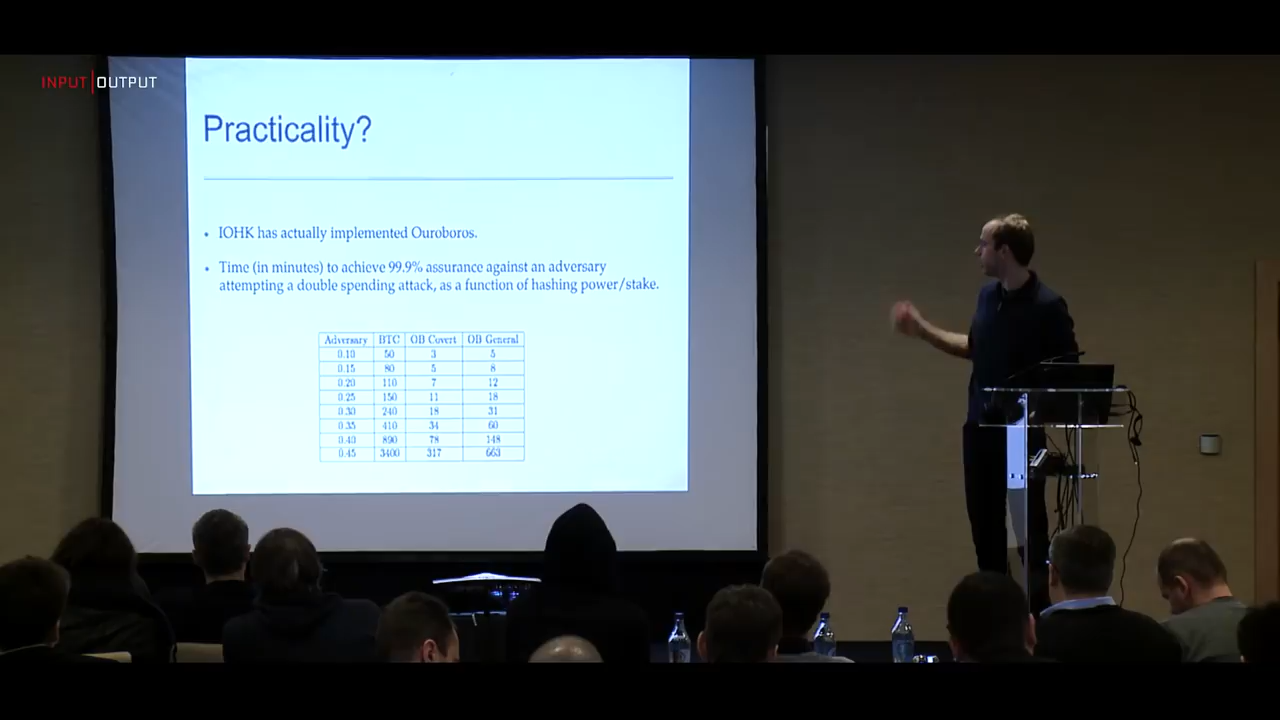 INPUT|OUTPUT
Practicality?
• IOHK has actually implemented Ouroboros.
• Time (in minutes) to achieve 99.9% assurance against an adversary
attempting a double spending attack, as a function of hashing power/stake.
Adversary BTC OB Covert OB General
0.10 50 3 5
0.15 80 5 8
0.20 110 7 12
0.25 150 11 18
0.30 240 18 31
0.35 410 34 60
0.40 890 78 148
0.45 3400 317 663